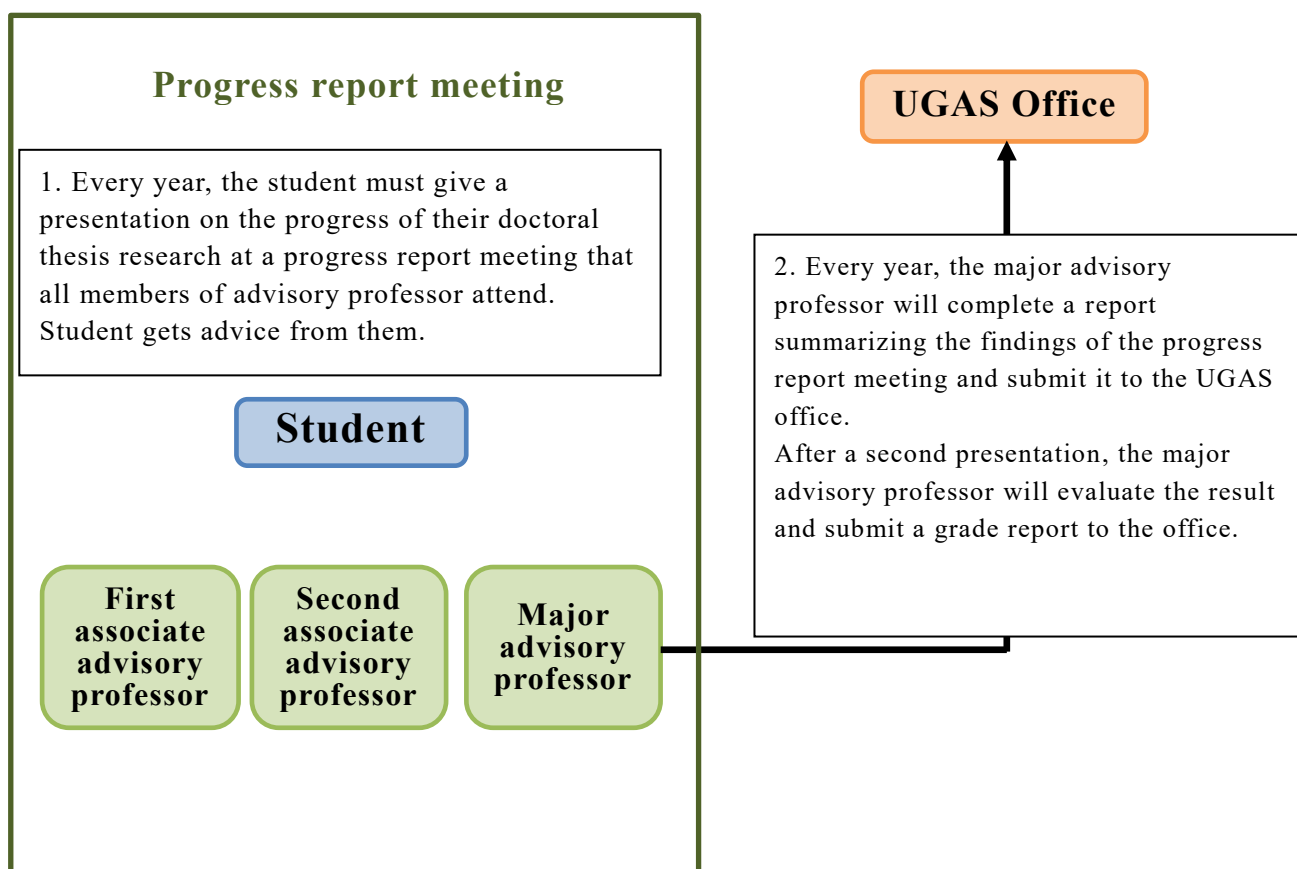 Progress report meeting
1. Every year, the student must give a
presentation on the progress of their doctoral
thesis research at a progress report meeting that
all members of advisory professor attend.
Student gets advice from them.
Student
First
associate
advisory
professor
Second
associate
advisory
professor
Major
advisory
professor
UGAS Office
2. Every year, the major advisory
professor will complete a report
summarizing the findings of the progress
report meeting and submit it to the UGAS
office.
After a second presentation, the major
advisory professor will evaluate the result
and submit a grade report to the office.